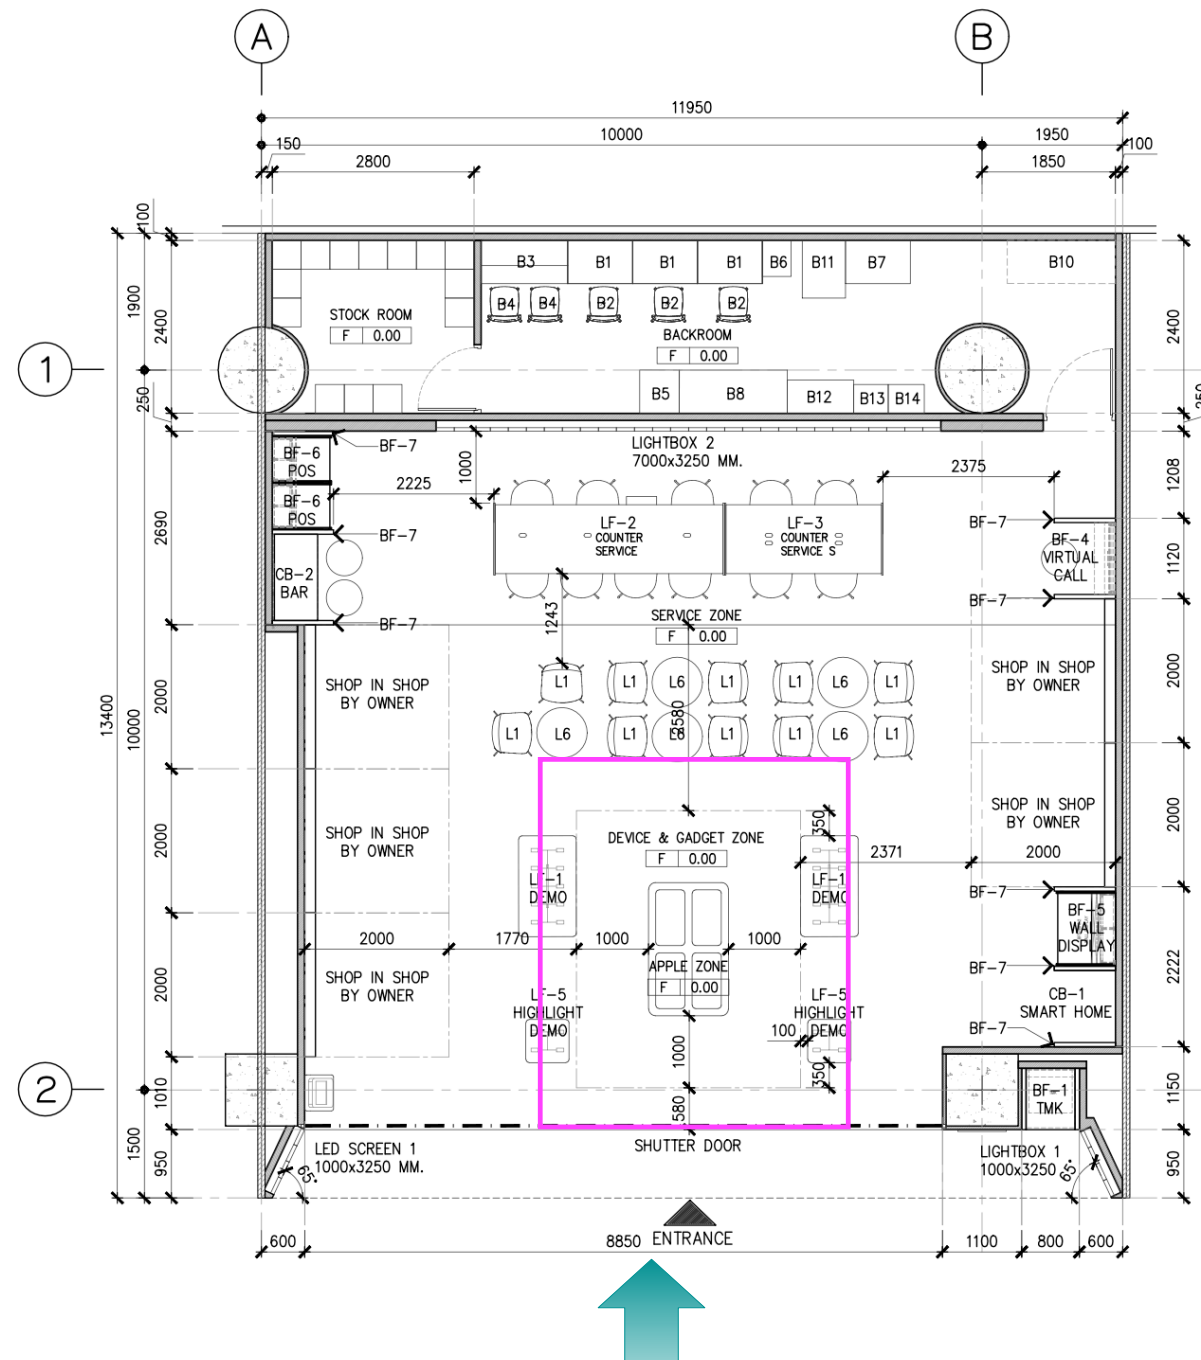 A
B
11950
10000
1950
150
2800
1850
100
100
B3
B1
B1
B1
B6
B11
B7
B10
B4
B4
B2
B2
B2
STOCK ROOM
F 0.00
BACKROOM
F 0.00
1900
2400
2400
1
250
250
B5
B8
B12
B13
B14
LIGHTBOX 2
7000x3250 MM.
BF-7
BF-6
POS
BF-6
POS
1000
2225
2375
1208
LF-2
COUNTER
SERVICE
LF-3
COUNTER
SERVICE S
BF-7
BF-7
BF-4
VIRTUAL
CALL
1120
2690
CB-2
BAR
BF-7
BF-7
1243
SERVICE ZONE
F 0.00
SHOP IN SHOP
BY OWNER
L1
L1
L6
L1
L1
L6
L1
SHOP IN SHOP
BY OWNER
2000
2000
13400
10000
2580
L1
L6
L1
L6
L1
L1
L6
L1
SHOP IN SHOP
BY OWNER
DEVICE & GADGET ZONE
F 0.00
350
SHOP IN SHOP
BY OWNER
2000
2000
2371
2000
LF-1
DEMO
LF-1
DEMO
BF-7
BF-5
WALL
DISPLAY
2222
2000
1770
1000
1000
APPLE ZONE
F 0.00
BF-7
SHOP IN SHOP
BY OWNER
2000
LF-5
HIGHLIGHT
DEMO
LF-5
HIGHLIGHT
DEMO
CB-1
SMART HOME
BF-7
100
1000
350
2
1010
580
BF-1
TMK
1150
1500
950
LED SCREEN 1
1000x3250 MM.
65°
SHUTTER DOOR
LIGHTBOX 1
1000x3250
65°
950
ENTRANCE
600
8850
1100
800
600